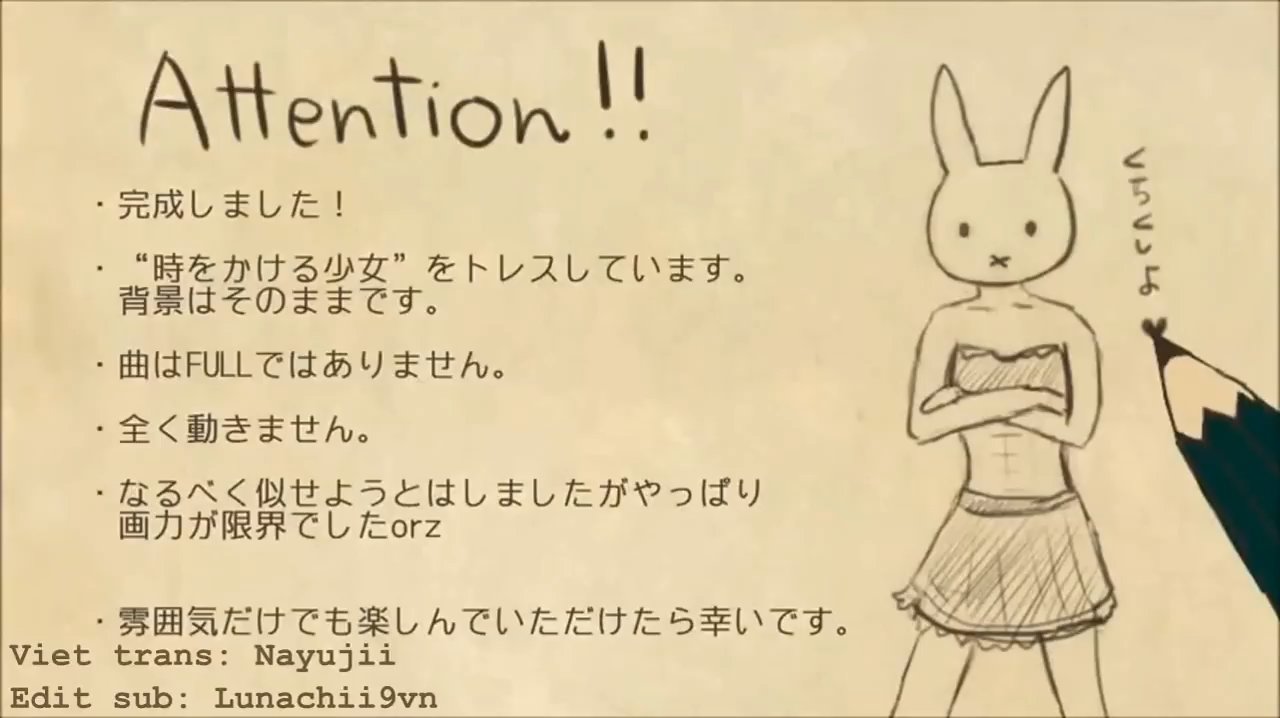 Attention!!
・完成しました！
・“時をかける少女”をトレスしています。
背景はそのままです。
・曲はFULLではありません。
・全く動きません。
・なるべく似せようとはしましたがやっぱり
画力が限界でしたorz
・雰囲気だけでも楽しんでいただけたら幸いです。
Viet trans: Nayujii
Edit sub: Lunachii9vn